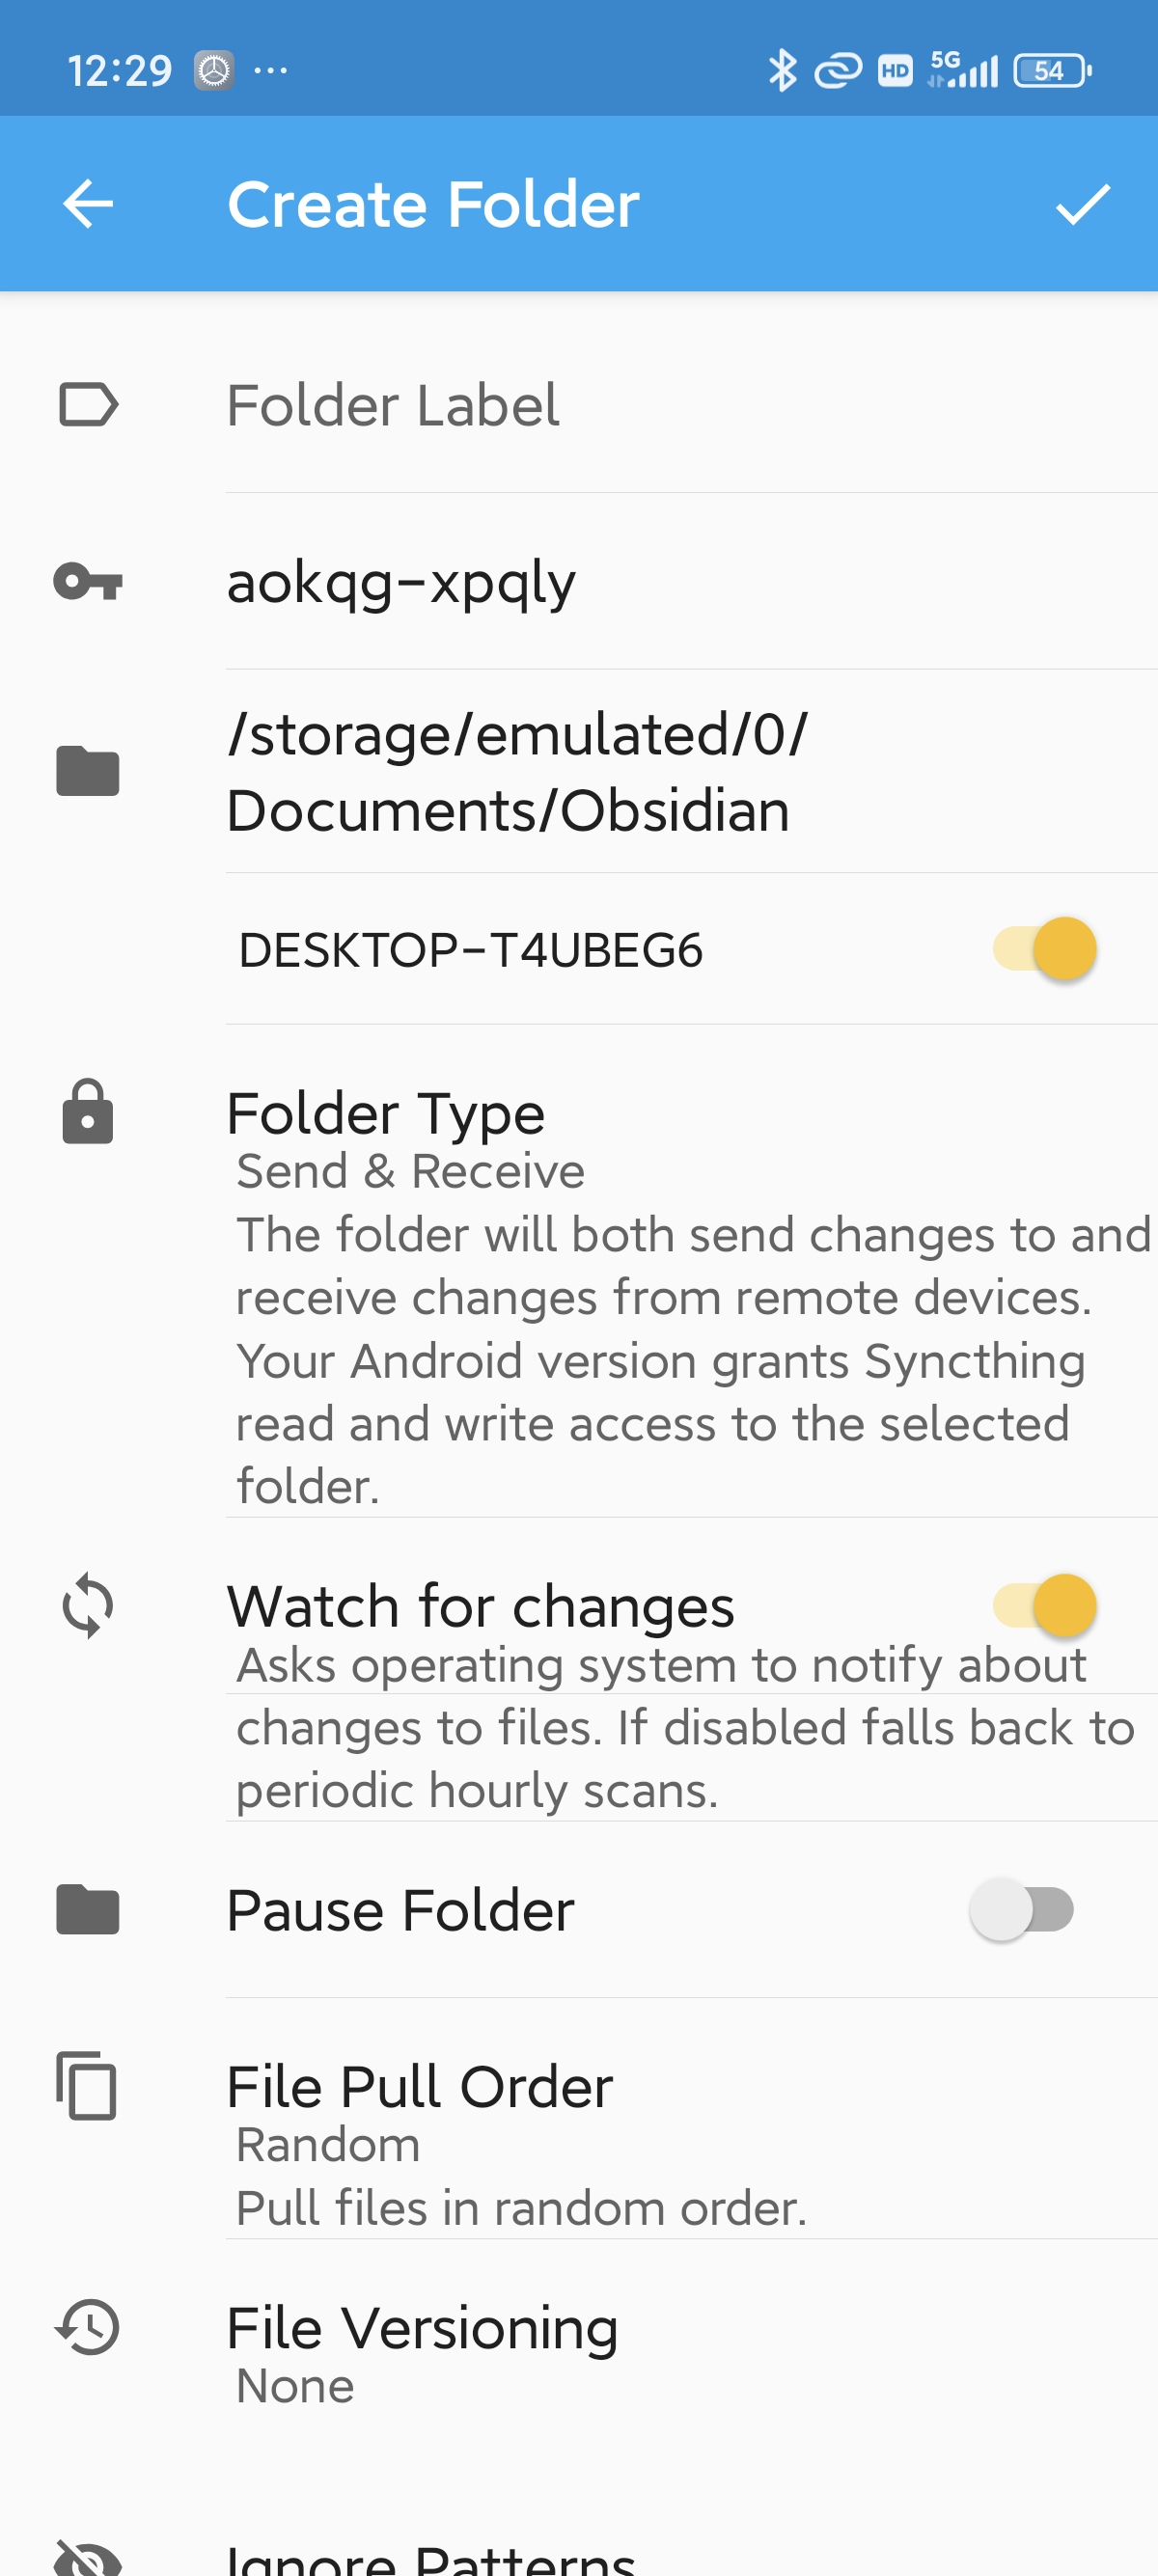 12:29 ... HD 5G 54
Create Folder
Folder Label
aokqg-xpqly
/storage/emulated/0/
Documents/Obsidian
DESKTOP-T4UBEG6
Folder Type
Send & Receive
The folder will both send changes to and
receive changes from remote devices.
Your Android version grants Syncthing
read and write access to the selected
folder.
Watch for changes
Asks operating system to notify about
changes to files. If disabled falls back to
periodic hourly scans.
Pause Folder
File Pull Order
Random
Pull files in random order.
File Versioning
None
Ignore Patterns